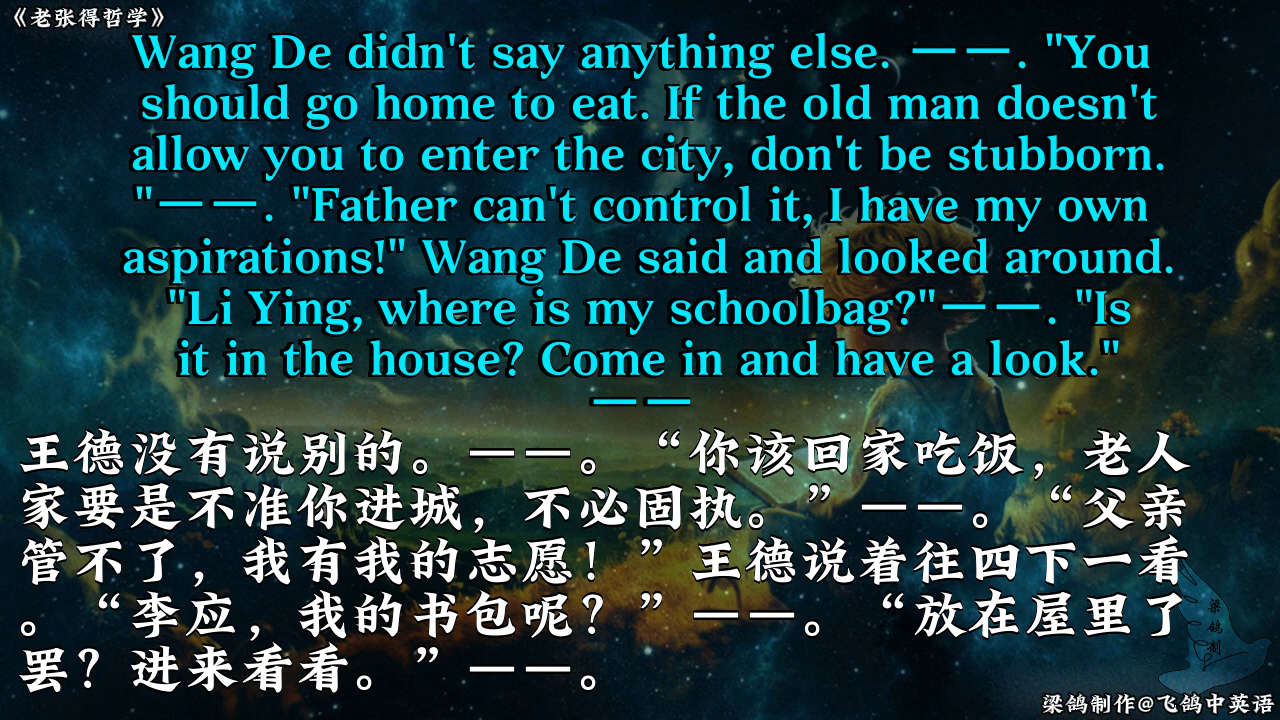 《老张得哲学》
Wang De didn't say anything else. ——. "You
should go home to eat. If the old man doesn't
allow you to enter the city, don't be stubborn.
"——. "Father can't control it, I have my own
aspirations!" Wang De said and looked around.
"Li Ying, where is my schoolbag?"——. "Is
it in the house? Come in and have a look."
——
王德没有说别的。——。“你该回家吃饭，老人
家要是不准你进城，不必固执。”——。“父亲
管不了，我有我的志愿！”王德说着往四下一看
。“李应，我的书包呢？”——。“放在屋里了
罢？进来看看。”——。
梁鸽制
梁鸽制作@飞鸽中英语